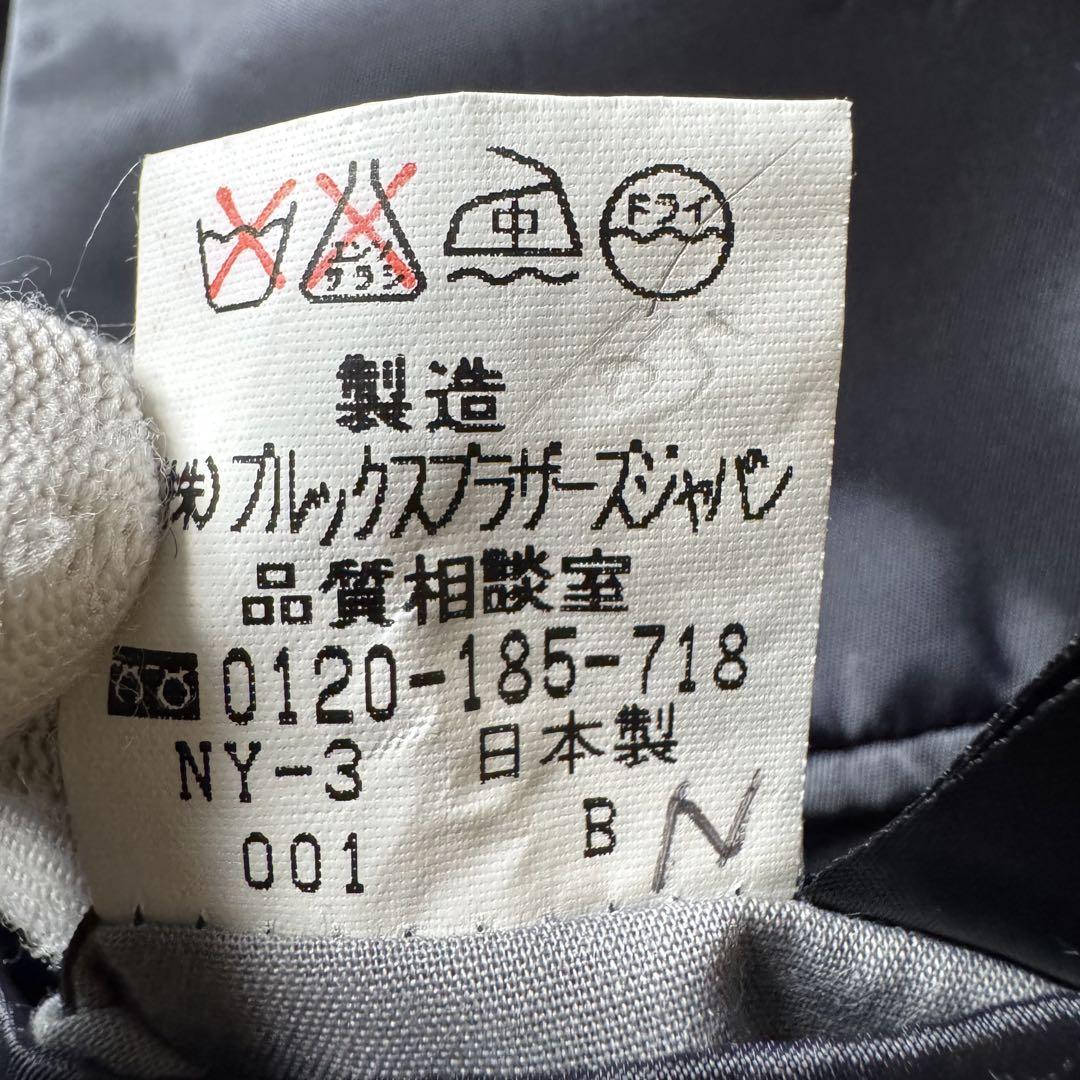 エンソ
サラシ
中
ドライ
製造
(株)ブルックスブラザーズジャパン
品質相談室
0120-185-718
NY-3 日本製
001 B N